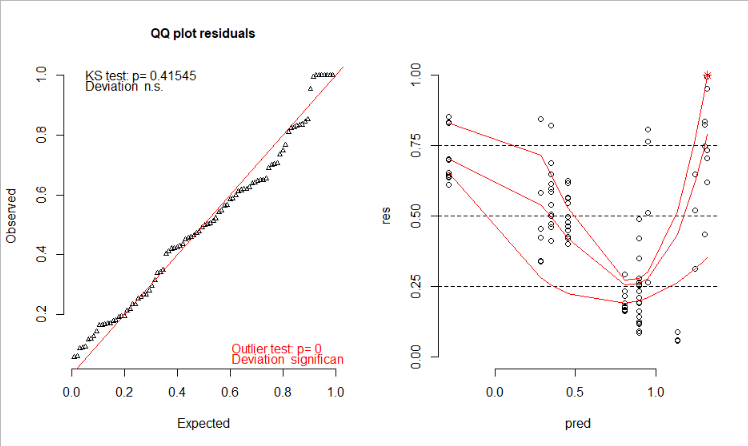 QQ plot residuals
KS test: p= 0.41545
Deviation n.s.
Outlier test: p= 0
Deviation significan
Observed
1.0
0.8
0.6
0.4
0.2
0.0 0.2 0.4 0.6 0.8 1.0
Expected
res
1.00
0.75
0.50
0.25
0.00
0.0 0.5 1.0
pred